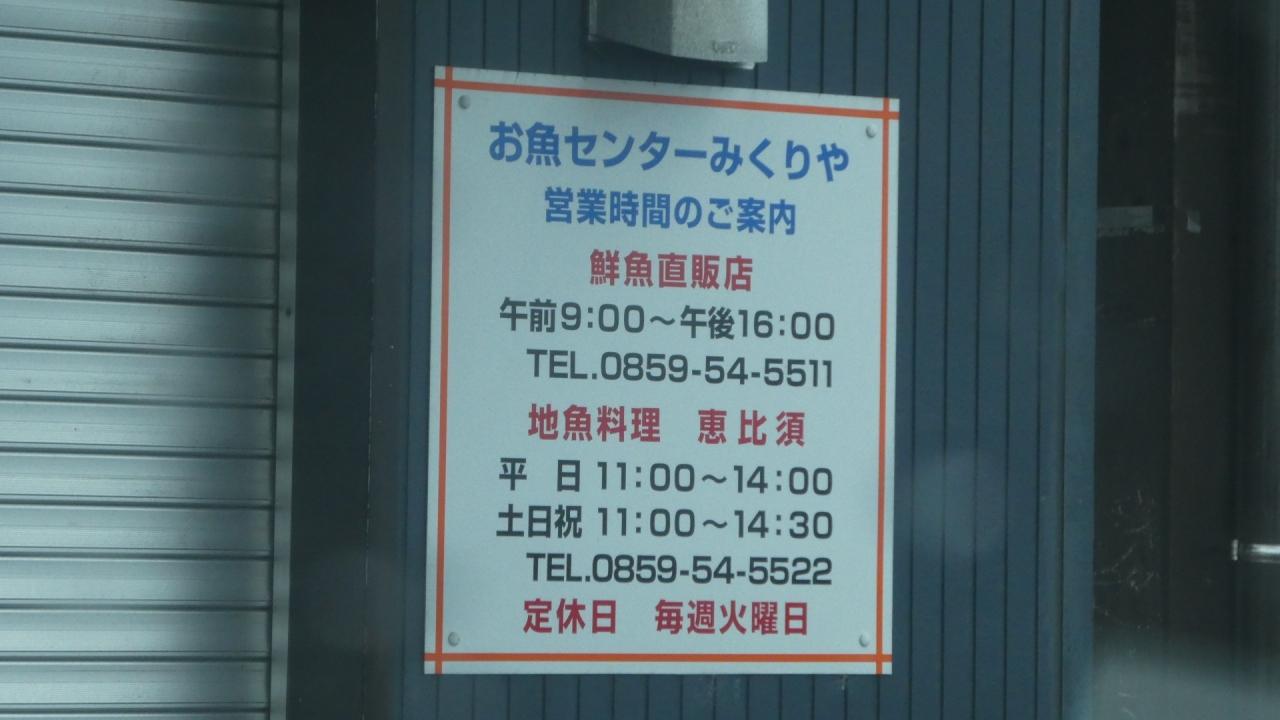 お魚センターみくりや
営業時間のご案内
鮮魚直販店
午前9:00～午後16:00
TEL.0859-54-5511
地魚料理　恵比須
平　日 11:00～14:00
土日祝 11:00～14:30
TEL.0859-54-5522
定休日　毎週火曜日